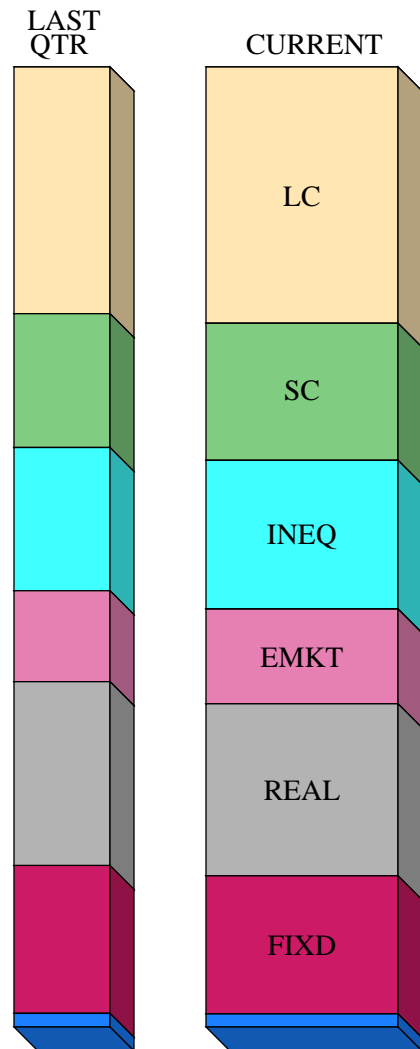 LAST
QTR
CURRENT
LC
SC
INEQ
EMKT
REAL
FIXD